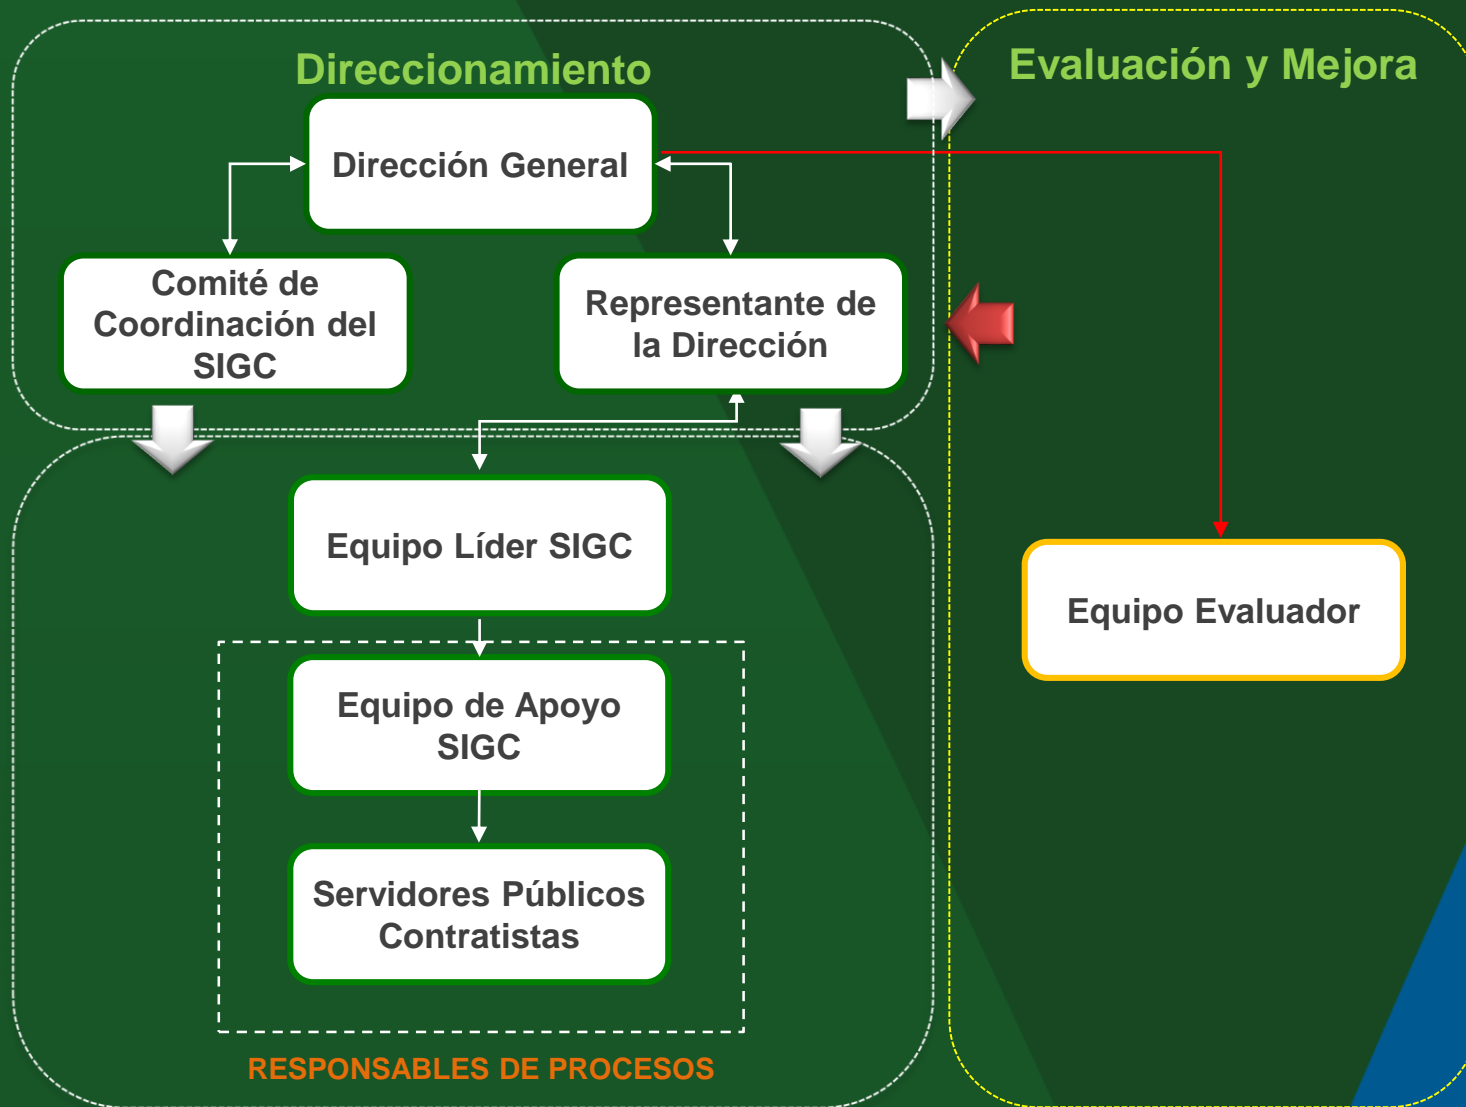 Direccionamiento
Evaluación y Mejora
Dirección General
Comité de
Coordinación del
SIGC
Representante de
la Dirección
Equipo Líder SIGC
Equipo Evaluador
Equipo de Apoyo
SIGC
Servidores Públicos
Contratistas
RESPONSABLES DE PROCESOS